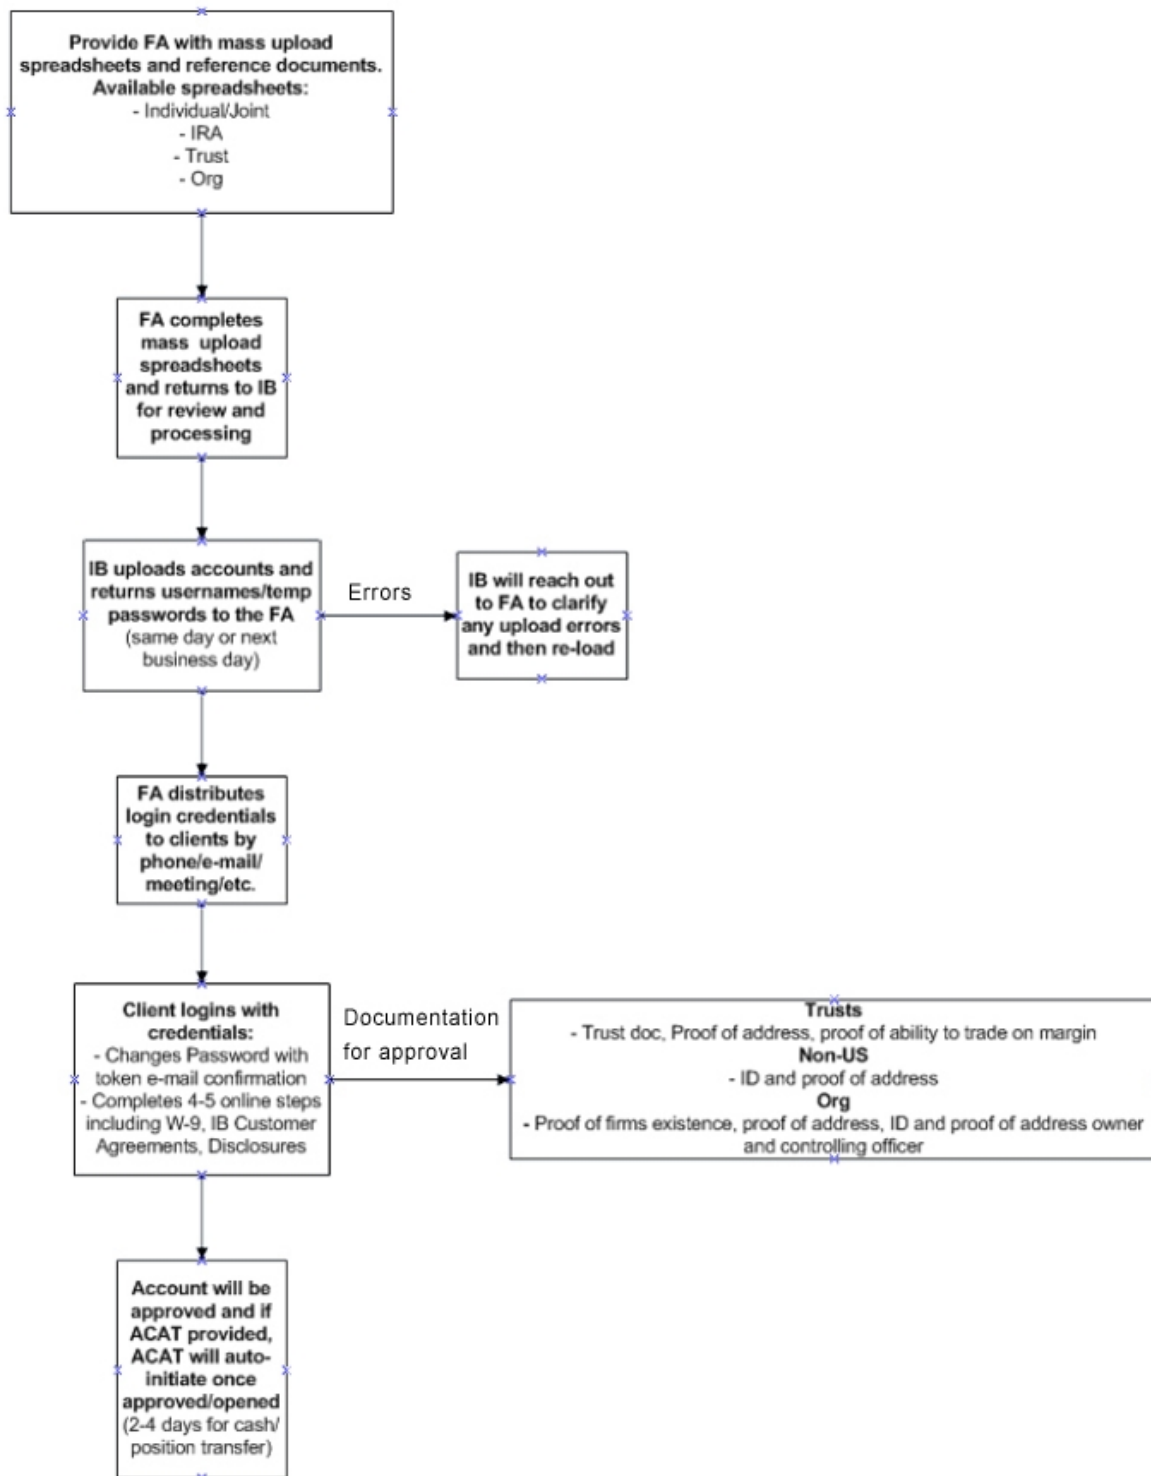 Provide FA with mass upload
spreadsheets and reference documents.
Available spreadsheets:
- Individual/Joint
- IRA
- Trust
- Org
FA completes
mass upload
spreadsheets
and returns to IB
for review and
processing
IB uploads accounts and
returns usernames/temp
passwords to the FA
(same day or next
business day)
Errors
IB will reach out
to FA to clarify
any upload errors
and then re-load
FA distributes
login credentials
to clients by
phone/e-mail/
meeting/etc.
Client logins with
credentials:
- Changes Password with
token e-mail confirmation
- Completes 4-5 online steps
including W-9, IB Customer
Agreements, Disclosures
Documentation
for approval
Trusts
- Trust doc, Proof of address, proof of ability to trade on margin
Non-US
- ID and proof of address
Org
- Proof of firms existence, proof of address, ID and proof of address owner
and controlling officer
Account will be
approved and if
ACAT provided,
ACAT will auto-
initiate once
approved/opened
(2-4 days for cash/
position transfer)